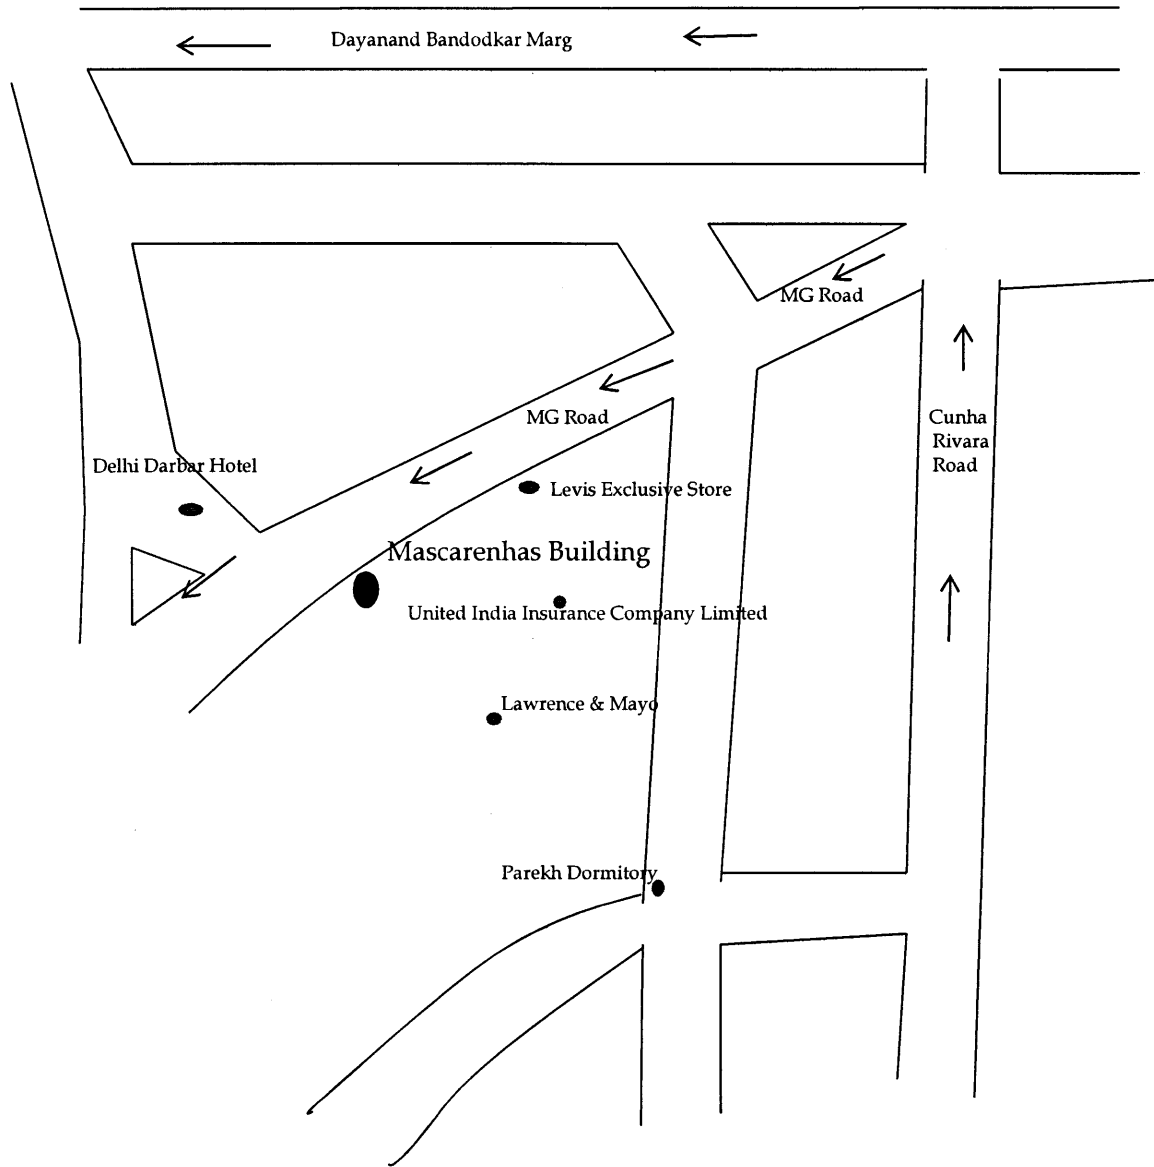 Dayanand Bandodkar Marg
MG Road
MG Road
Cunha
Rivara
Road
Delhi Darbar Hotel
Levis Exclusive Store
Mascarenhas Building
United India Insurance Company Limited
Lawrence & Mayo
Parekh Dormitory